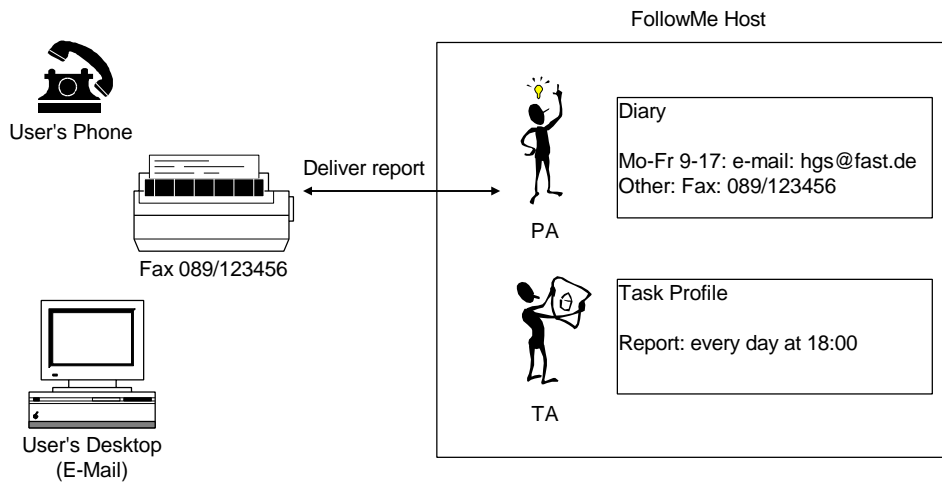 FollowMe Host
User's Phone
Deliver report
Fax 089/123456
User's Desktop
(E-Mail)
PA
Diary
Mo-Fr 9-17: e-mail: hgs@fast.de
Other: Fax: 089/123456
TA
Task Profile
Report: every day at 18:00